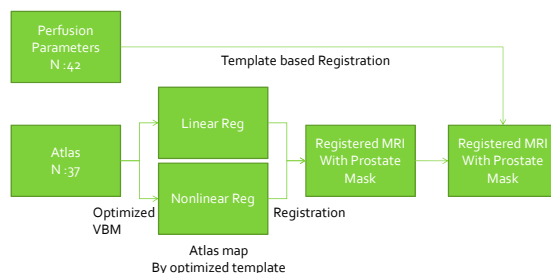 Perfusion
Parameters
N :42
Template based Registration
Linear Reg
Atlas
N :37
Registered MRI
With Prostate
Mask
Registered MRI
With Prostate
Mask
Nonlinear Reg
Optimized
VBM
Registration
Atlas map
By optimized template